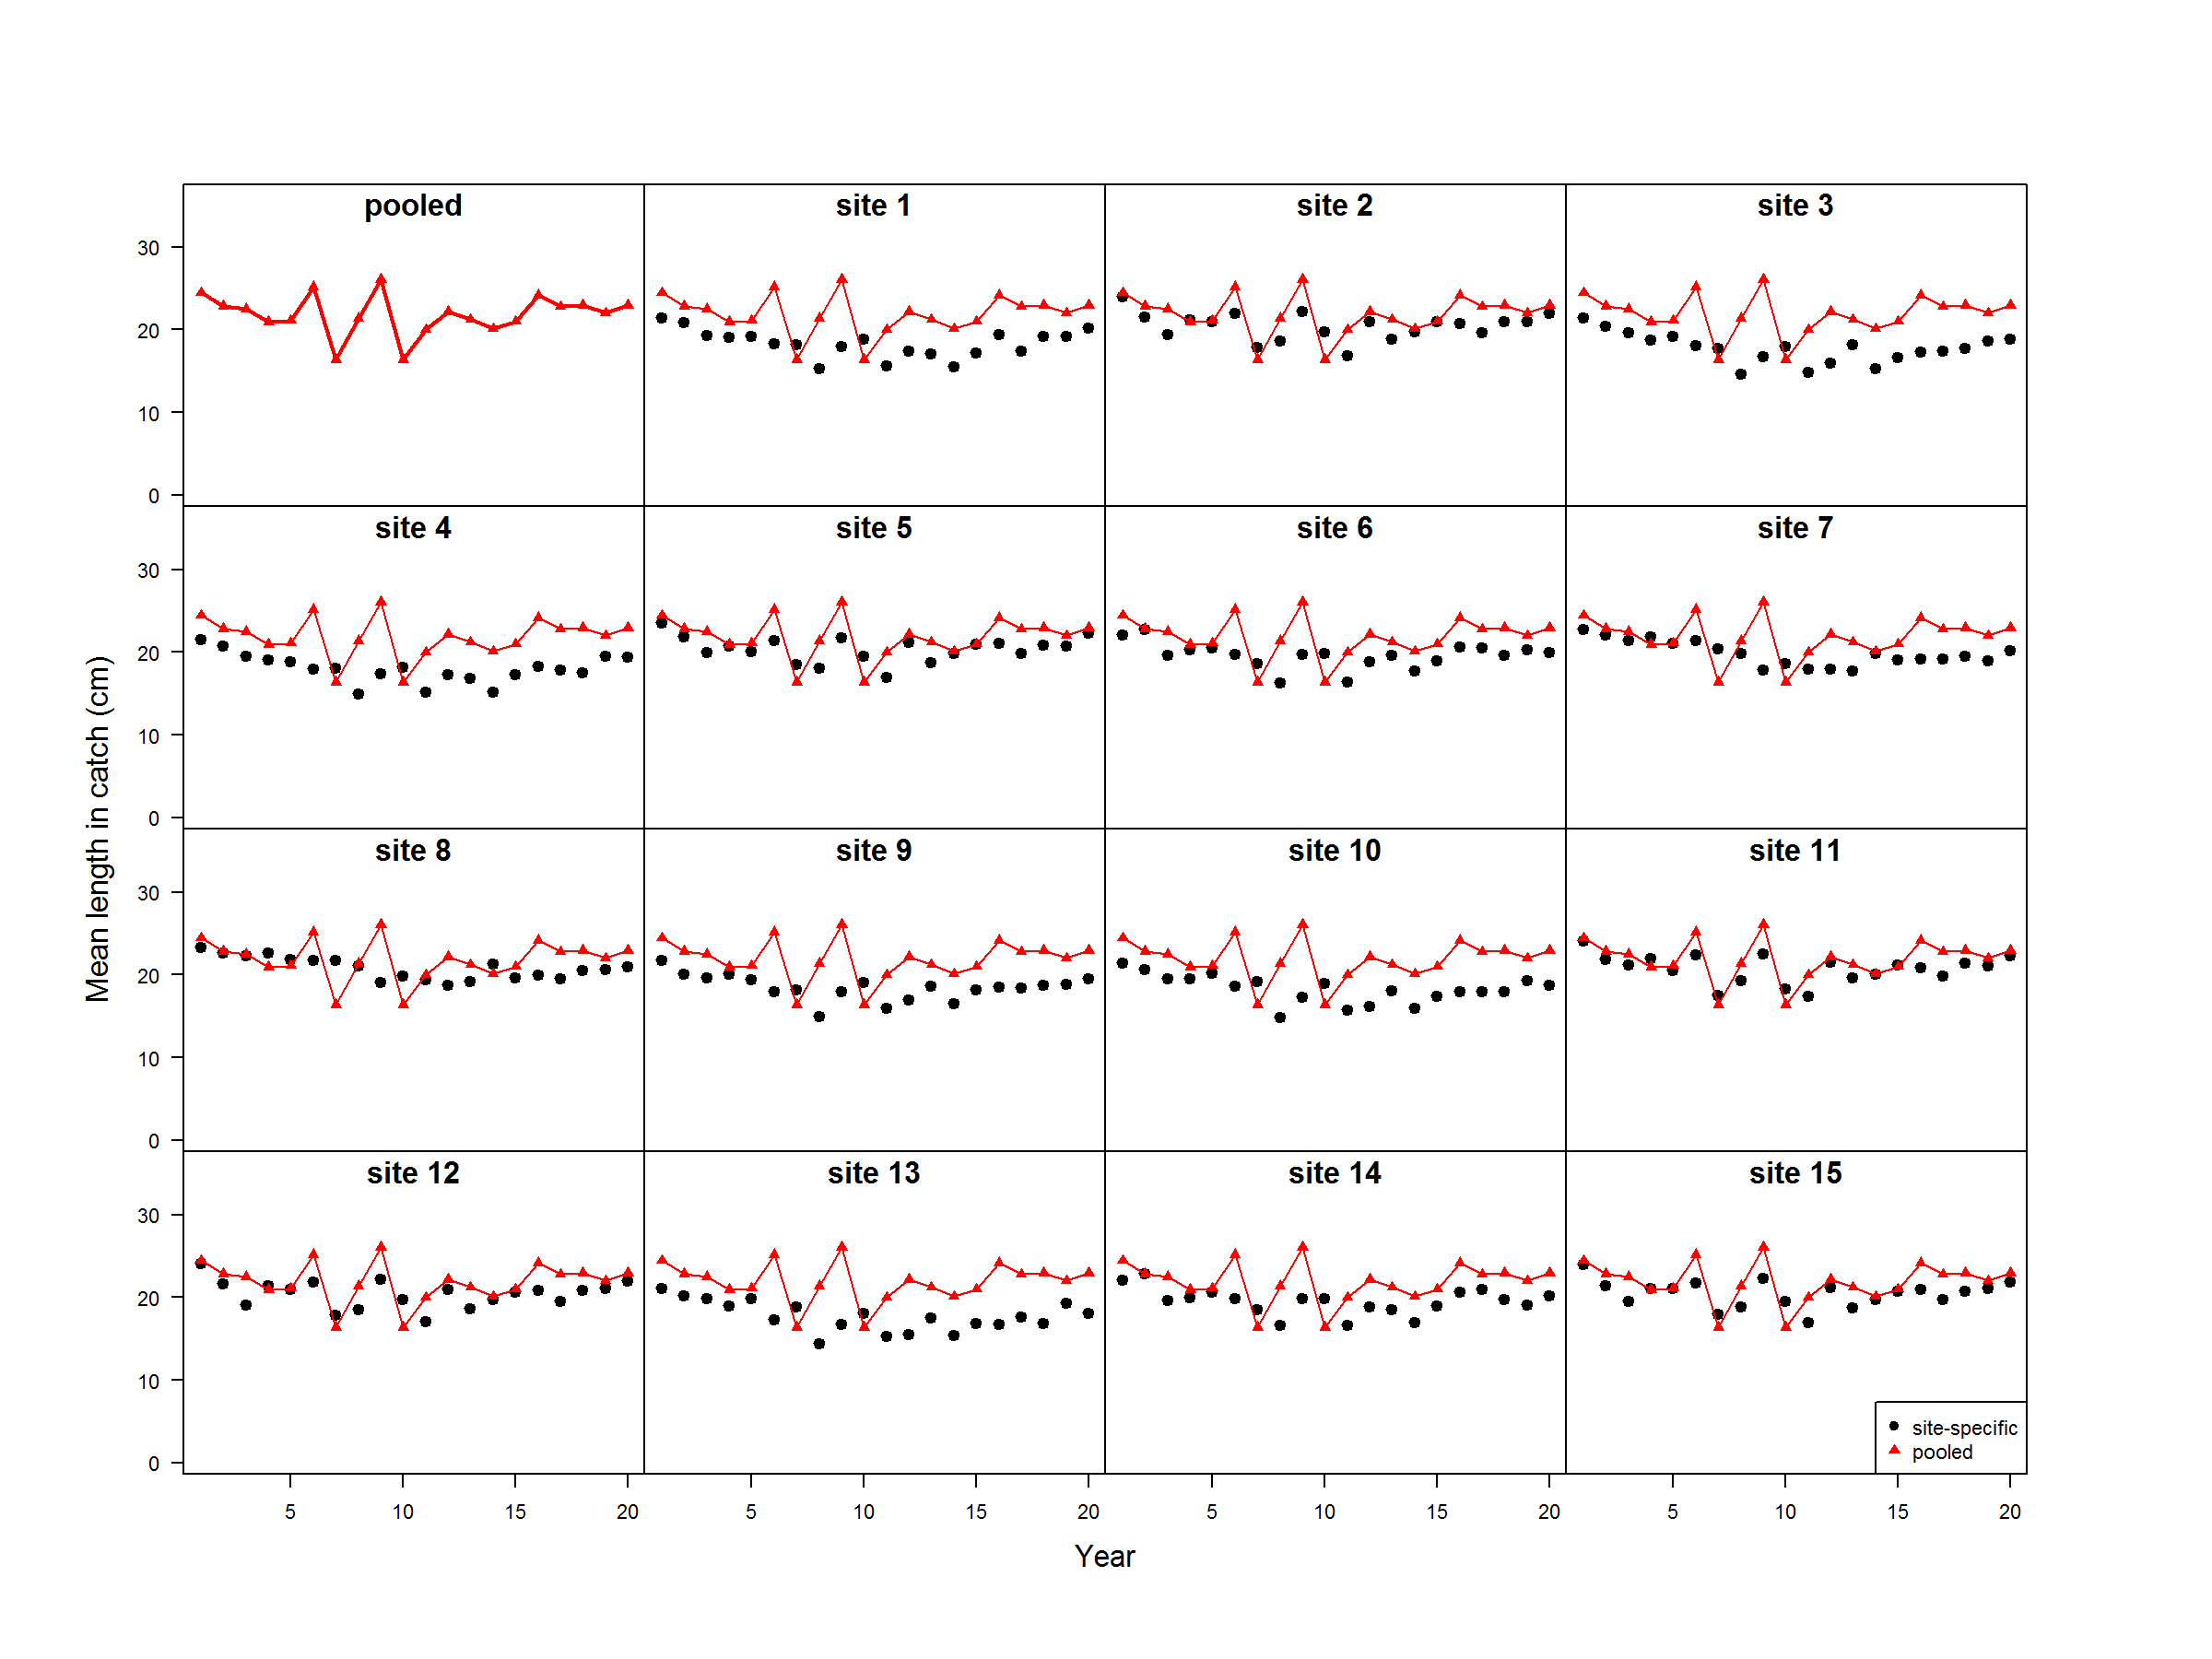 pooled
site 1
site 2
site 3
30
20
10
0
site 4
site 5
site 6
site 7
30
20
10
0
Mean length in catch (cm)
site 8
site 9
site 10
site 11
30
20
10
0
site 12
site 13
site 14
site 15
30
20
10
0
site-specific
pooled
5 10 15 20
5 10 15 20
5 10 15 20
5 10 15 20
Year